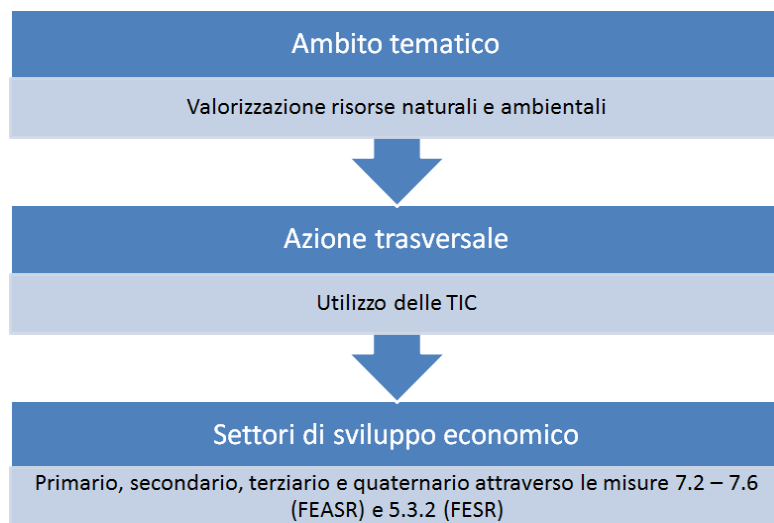 Ambito tematico
Valorizzazione risorse naturali e ambientali
Azione trasversale
Utilizzo delle TIC
Settori di sviluppo economico
Primario, secondario, terziario e quaternario attraverso le misure 7.2 – 7.6
(FEASR) e 5.3.2 (FESR)